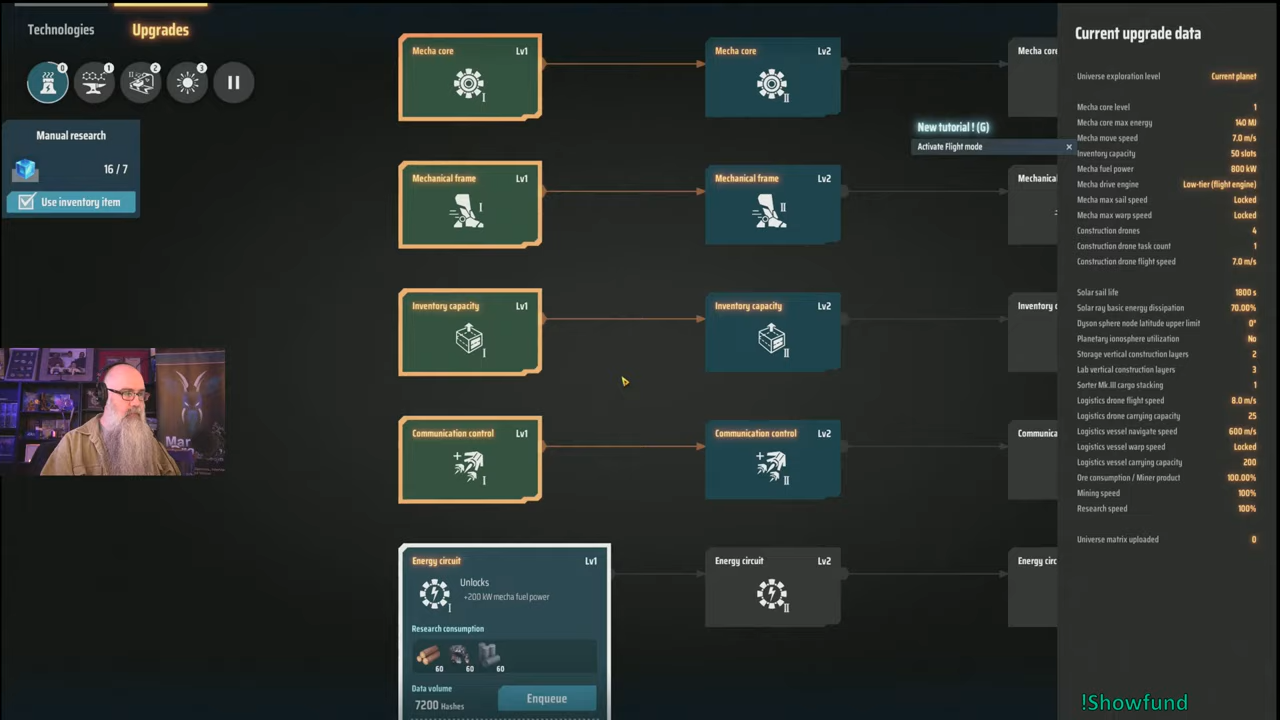 Technologies
Upgrades
0
1
2
3
Manual research
16 / 7
Use inventory item
Mecha core
Lv1
I
Mecha core
Lv2
II
Mecha core
Mechanical frame
Lv1
I
Mechanical frame
Lv2
II
Mechanical
Inventory capacity
Lv1
I
Inventory capacity
Lv2
II
Inventory c
Communication control
Lv1
I
Communication control
Lv2
II
Communica
Energy circuit
Lv1
I
Unlocks
+200 kW mecha fuel power
Research consumption
60
60
60
Data volume
7200 Hashes
Enqueue
Energy circuit
Lv2
II
Energy circ
New tutorial ! (G)
Activate Flight mode
Current upgrade data
Universe exploration level Current planet
Mecha core level 1
Mecha core max energy 140 MJ
Mecha move speed 7.0 m/s
Inventory capacity 50 slots
Mecha fuel power 800 kW
Mecha drive engine Low-tier (flight engine)
Mecha max sail speed Locked
Mecha max warp speed Locked
Construction drones 4
Construction drone task count 1
Construction drone flight speed 7.0 m/s
Solar sail life 1800 s
Solar ray basic energy dissipation 70.00%
Dyson sphere node latitude upper limit 0°
Planetary ionosphere utilization No
Storage vertical construction layers 2
Lab vertical construction layers 3
Sorter Mk.III cargo stacking 1
Logistics drone flight speed 8.0 m/s
Logistics drone carrying capacity 25
Logistics vessel navigate speed 600 m/s
Logistics vessel warp speed Locked
Logistics vessel carrying capacity 200
Ore consumption / Miner product 100.00%
Mining speed 100%
Research speed 100%
Universe matrix uploaded 0
!Showfund